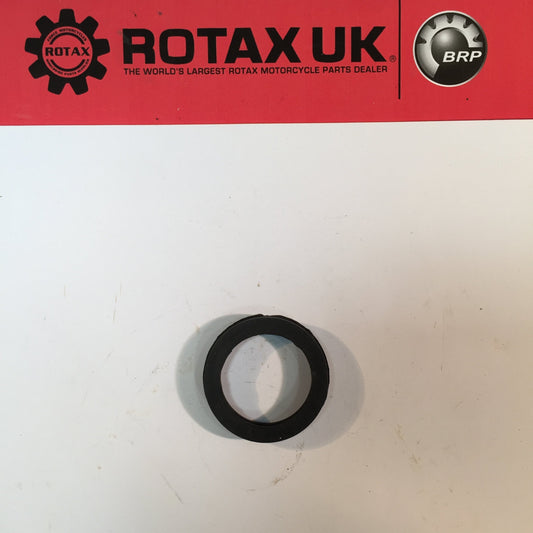 ROTAX
ROTAX UK®
THE WORLD'S LARGEST ROTAX MOTORCYCLE PARTS DEALER
BRP